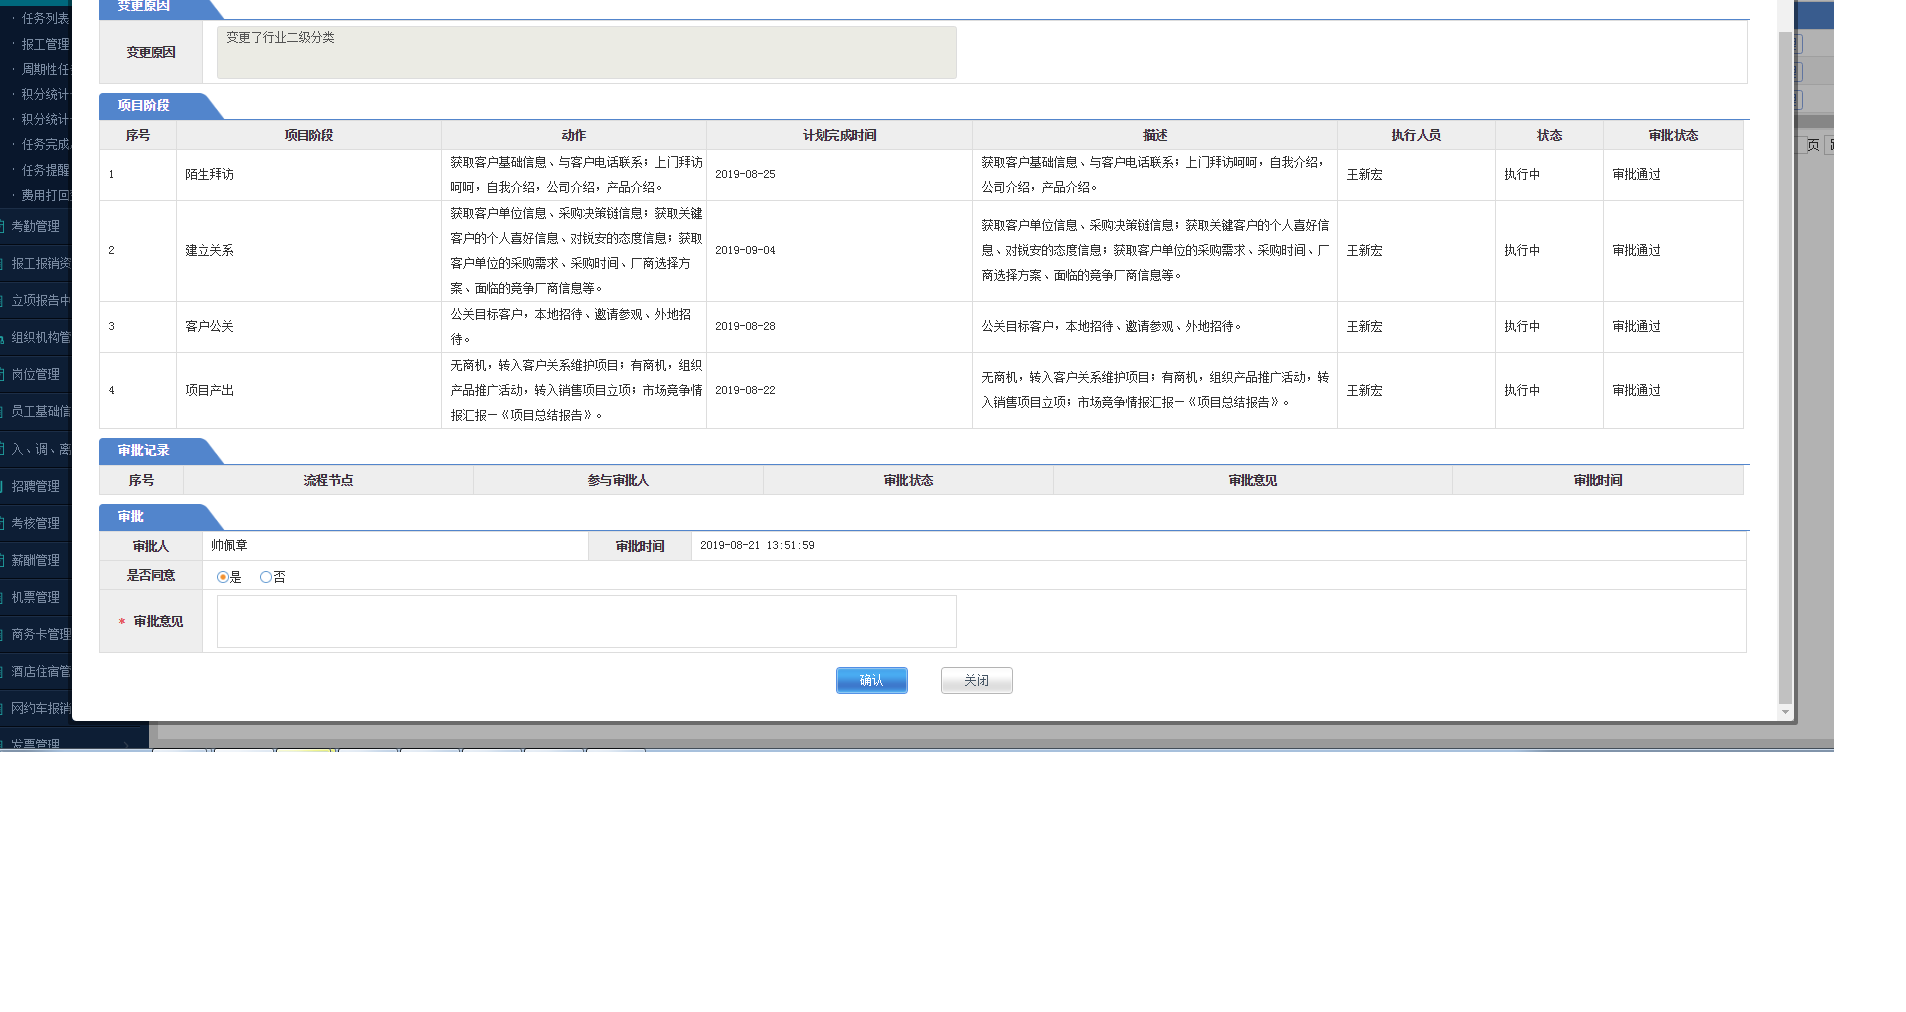 变更原因
变更原因
变更了行业二级分类
项目阶段
序号 项目阶段 动作 计划完成时间 描述 执行人员 状态 审批状态
1 陌生拜访 获取客户基础信息、与客户电话联系；上门拜访呵呵，自我介绍，公司介绍，产品介绍。 2019-08-25 获取客户基础信息、与客户电话联系；上门拜访呵呵，自我介绍，公司介绍，产品介绍。 王新宏 执行中 审批通过
2 建立关系 获取客户单位信息、采购决策链信息；获取关键客户的个人喜好信息、对锐安的态度信息；获取客户单位的采购需求、采购时间、厂商选择方案、面临的竞争厂商信息等。 2019-09-04 获取客户单位信息、采购决策链信息；获取关键客户的个人喜好信息、对锐安的态度信息；获取客户单位的采购需求、采购时间、厂商选择方案、面临的竞争厂商信息等。 王新宏 执行中 审批通过
3 客户公关 公关目标客户，本地招待、邀请参观、外地招待。 2019-08-28 公关目标客户，本地招待、邀请参观、外地招待。 王新宏 执行中 审批通过
4 项目产出 无商机，转入客户关系维护项目；有商机，组织产品推广活动，转入销售项目立项；市场竞争情报汇报—《项目总结报告》。 2019-08-22 无商机，转入客户关系维护项目；有商机，组织产品推广活动，转入销售项目立项；市场竞争情报汇报—《项目总结报告》。 王新宏 执行中 审批通过
审批记录
序号 流程节点 参与审批人 审批状态 审批意见 审批时间
审批
审批人 帅佩章 审批时间 2019-08-21 13:51:59
是否同意 是 否
* 审批意见
确认 关闭
· 任务列表
· 报工管理
· 周期性任
· 积分统计
· 积分统计
· 任务完成
· 任务提醒
· 费用打回
考勤管理
报工报销资
立项报告中
组织机构管
岗位管理
员工基础信
入、调、离
招聘管理
考核管理
薪酬管理
机票管理
商务卡管理
酒店住宿管
网约车报销
发票管理
页